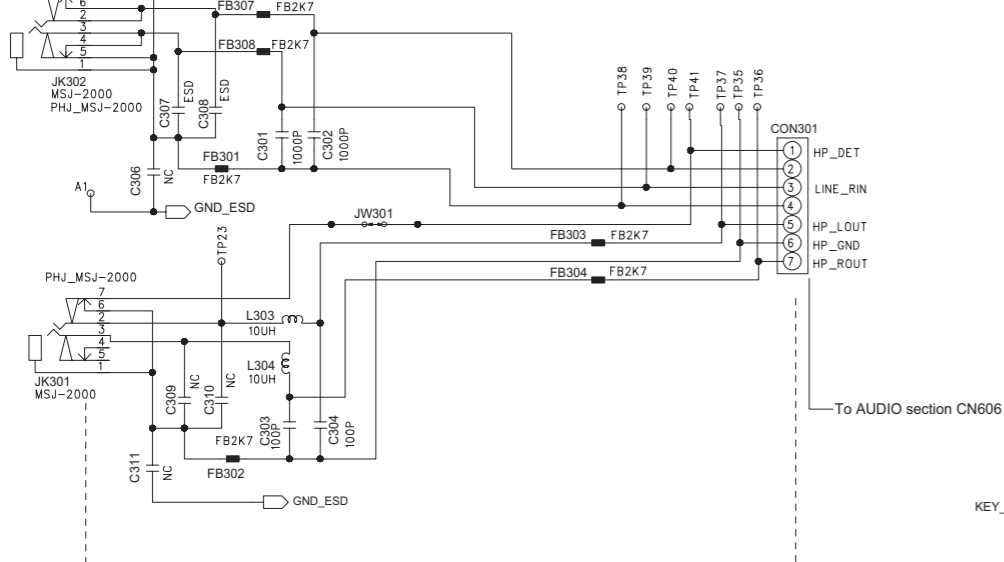 6
2
3
4
5
1
JK302
MSJ-2000
PHJ_MSJ-2000
FB307 FB2K7
FB308 FB2K7
C307 ESD
C308 ESD
C301 1000P
C302 1000P
FB301
FB2K7
C306 NC
A1
GND_ESD
TP38
TP39
TP40
TP41
TP37
TP35
TP36
CON301
1 HP_DET
2
3 LINE_RIN
4
5 HP_LOUT
6 HP_GND
7 HP_ROUT
JW301
FB303 FB2K7
FB304 FB2K7
TP23
PHJ_MSJ-2000
7
6
2
3
4
5
1
JK301
MSJ-2000
L303
10UH
L304
10UH
C309 NC
C310 NC
C303 100P
C304 100P
FB2K7
FB302
C311 NC
GND_ESD
To AUDIO section CN606
KEY_